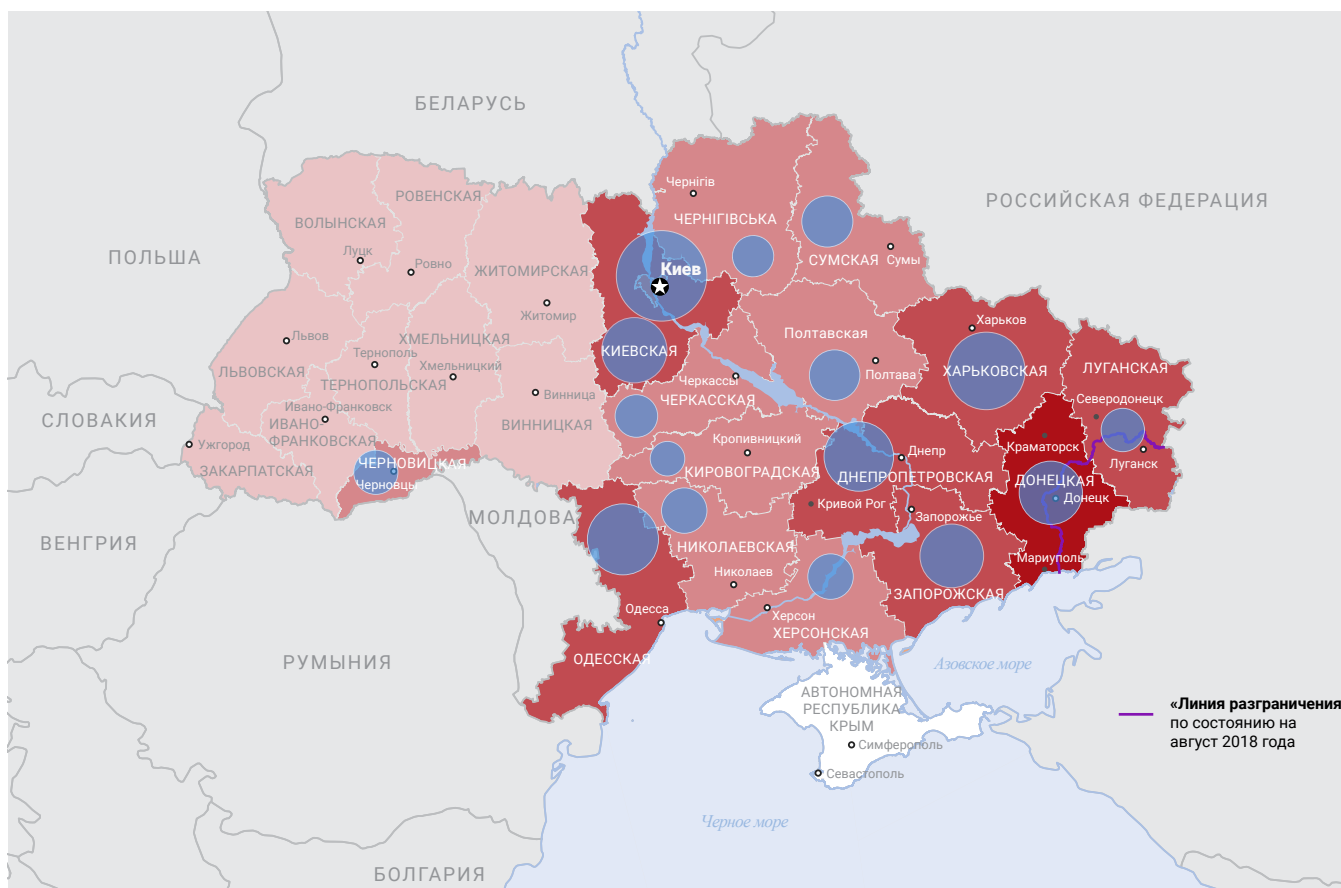 БЕЛАРУСЬ
РОССИЙСКАЯ ФЕДЕРАЦИЯ
ПОЛЬША
СЛОВАКИЯ
ВЕНГРИЯ
МОЛДОВА
РУМЫНИЯ
БОЛГАРИЯ
ВОЛЫНСКАЯ
Луцк
РОВЕНСКАЯ
Ровно
ЖИТОМИРСКАЯ
Житомир
Львов
ЛЬВОВСКАЯ
Тернополь
ТЕРНОПОЛЬСКАЯ
ХМЕЛЬНИЦКАЯ
Хмельницкий
Винница
ВИННИЦКАЯ
Ивано-Франковск
ИВАНО-
ФРАНКОВСКАЯ
Ужгород
ЗАКАРПАТСКАЯ
ЧЕРНОВИЦКАЯ
Черновцы
Чернігів
ЧЕРНІГІВСЬКА
Киев
КИЕВСКАЯ
СУМСКАЯ
Сумы
Полтавская
Полтава
Черкассы
ЧЕРКАССКАЯ
Харьков
ХАРЬКОВСКАЯ
ЛУГАНСКАЯ
Северодонецк
Луганск
Краматорск
ДОНЕЦКАЯ
Донецк
Мариуполь
Кропивницкий
КИРОВОГРАДСКАЯ
Днепр
ДНЕПРОПЕТРОВСКАЯ
Кривой Рог
Запорожье
ЗАПОРОЖСКАЯ
НИКОЛАЕВСКАЯ
Николаев
Херсон
ХЕРСОНСКАЯ
Одесса
ОДЕССКАЯ
Азовское море
АВТОНОМНАЯ
РЕСПУБЛИКА
КРЫМ
Симферополь
Севастополь
Черное море
«Линия разграничения
по состоянию на
август 2018 года